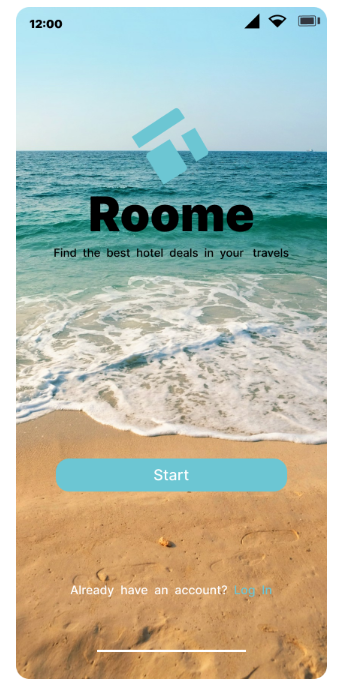 12:00
Roome
Find the best hotel deals in your travels
Start
Already have an account? Log in